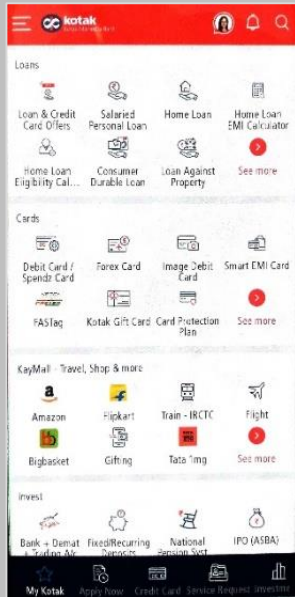 kotak
Loans
Loan & Credit Card Offers
Salaried Personal Loan
Home Loan
Home Loan EMI Calculator
Home Loan Eligibility Cal...
Consumer Durable Loan
Loan Against Property
See more
Cards
Debit Card / Spendz Card
Forex Card
Image Debit Card
Smart EMI Card
FASTag
Kotak Gift Card
Card Protection Plan
See more
KayMall - Travel, Shop & more
Amazon
Flipkart
Train - IRCTC
Flight
Bigbasket
Gifting
Tata 1mg
See more
Invest
Bank + Demat + Trading A/c
Fixed/Recurring Deposits
National Pension Syst...
IPO (ASBA)
My Kotak
Apply Now
Credit Card
Service Request
Investme